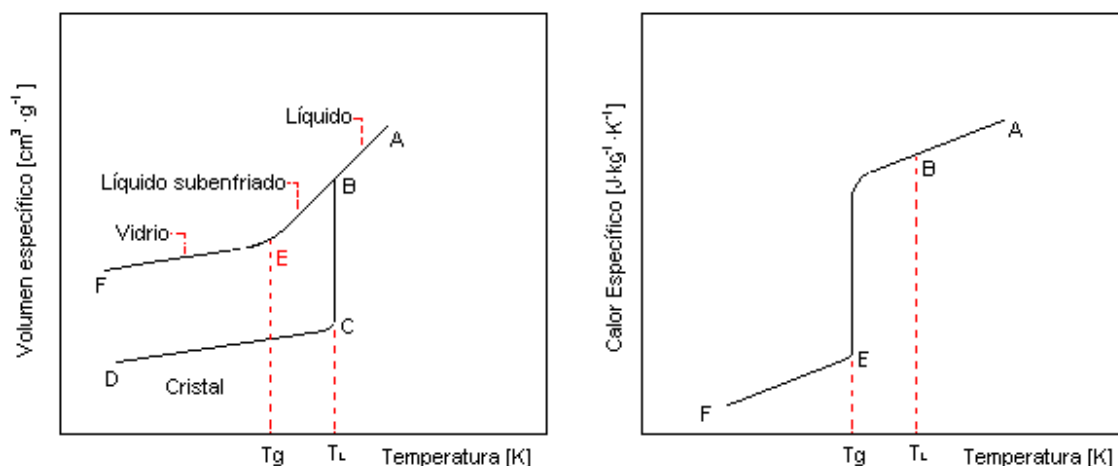 Volumen específico [cm³·g⁻¹]
Líquido
A
Líquido subenfriado
B
Vidrio
E
F
C
D
Cristal
Tg
TL
Temperatura [K]
Calor Específico [J·kg⁻¹·K⁻¹]
A
B
E
F
Tg
TL
Temperatura [K]